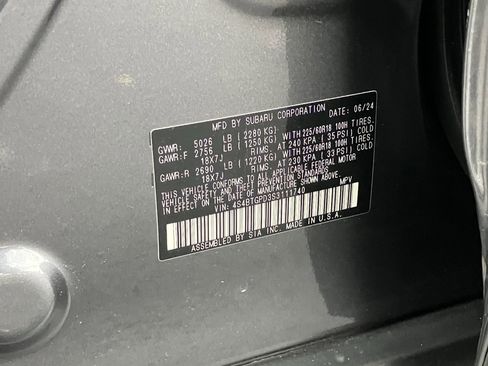 MFD BY SUBARU CORPORATION DATE: 06/24
GVWR: 5026 LB (2280 KG)
GAWR:F 2756 LB (1250 KG) WITH 225/60R18 100H TIRES,
18X7J RIMS, AT 240 KPA (35 PSI) COLD
GAWR:R 2690 LB (1220 KG) WITH 225/60R18 100H TIRES,
18X7J RIMS, AT 230 KPA (33 PSI) COLD
THIS VEHICLE CONFORMS TO ALL APPLICABLE FEDERAL MOTOR
VEHICLE SAFETY STANDARDS IN EFFECT ON THE DATE OF
MANUFACTURE SHOWN ABOVE.
VIN: 4S4BTGPD3S3111740 MPV
ASSEMBLED BY SIA INC. MADE IN U.S.A.